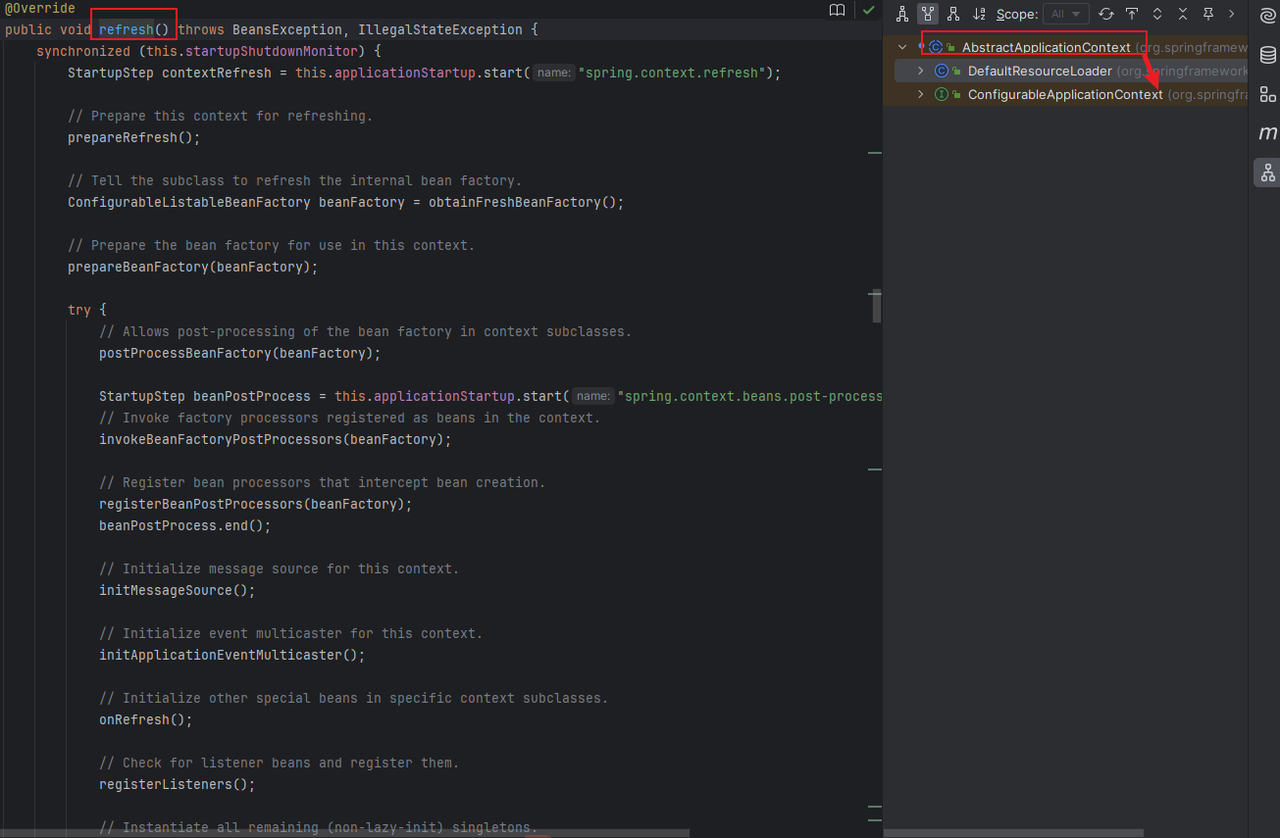 @Override
public void refresh() throws BeansException, IllegalStateException {
synchronized (this.startupShutdownMonitor) {
StartupStep contextRefresh = this.applicationStartup.start( name: "spring.context.refresh");
// Prepare this context for refreshing.
prepareRefresh();
// Tell the subclass to refresh the internal bean factory.
ConfigurableListableBeanFactory beanFactory = obtainFreshBeanFactory();
// Prepare the bean factory for use in this context.
prepareBeanFactory(beanFactory);
try {
// Allows post-processing of the bean factory in context subclasses.
postProcessBeanFactory(beanFactory);
StartupStep beanPostProcess = this.applicationStartup.start( name: "spring.context.beans.post-process
// Invoke factory processors registered as beans in the context.
invokeBeanFactoryPostProcessors(beanFactory);
// Register bean processors that intercept bean creation.
registerBeanPostProcessors(beanFactory);
beanPostProcess.end();
// Initialize message source for this context.
initMessageSource();
// Initialize event multicaster for this context.
initApplicationEventMulticaster();
// Initialize other special beans in specific context subclasses.
onRefresh();
// Check for listener beans and register them.
registerListeners();
// Instantiate all remaining (non-lazy-init) singletons.
Scope: All
AbstractApplicationContext (org.springframew
DefaultResourceLoader (org.springframework
ConfigurableApplicationContext (org.springfra
m